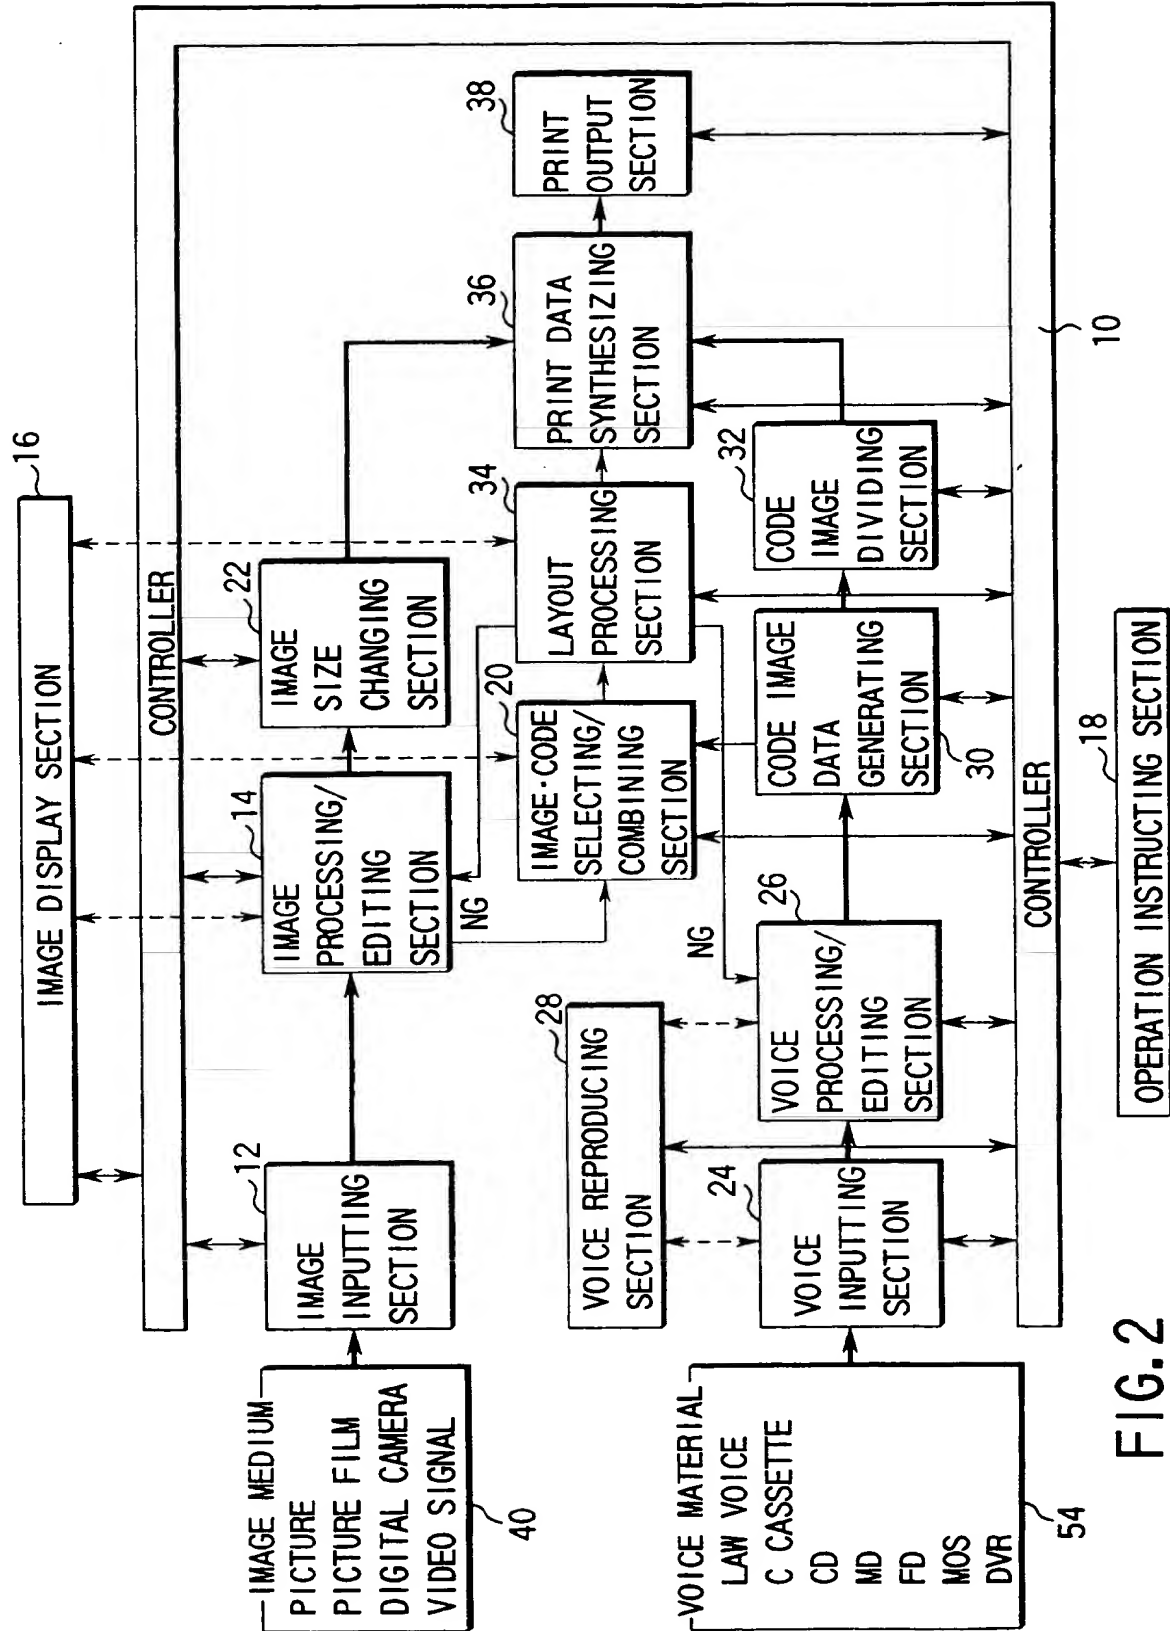 IMAGE DISPLAY SECTION
16
CONTROLLER
IMAGE MEDIUM
PICTURE
PICTURE FILM
DIGITAL CAMERA
VIDEO SIGNAL
40
IMAGE
INPUTTING
SECTION
12
IMAGE
PROCESSING/
EDITING
SECTION
14
NG
IMAGE
SIZE
CHANGING
SECTION
22
IMAGE·CODE
SELECTING/
COMBINING
SECTION
20
LAYOUT
PROCESSING
SECTION
34
PRINT DATA
SYNTHESIZING
SECTION
36
PRINT
OUTPUT
SECTION
38
VOICE REPRODUCING
SECTION
28
NG
VOICE MATERIAL
LAW VOICE
C CASSETTE
CD
MD
FD
MOS
DVR
54
VOICE
INPUTTING
SECTION
24
VOICE
PROCESSING/
EDITING
SECTION
26
CODE IMAGE
DATA
GENERATING
SECTION
30
CODE
IMAGE
DIVIDING
SECTION
32
CONTROLLER
10
OPERATION INSTRUCTING SECTION
18
FIG. 2